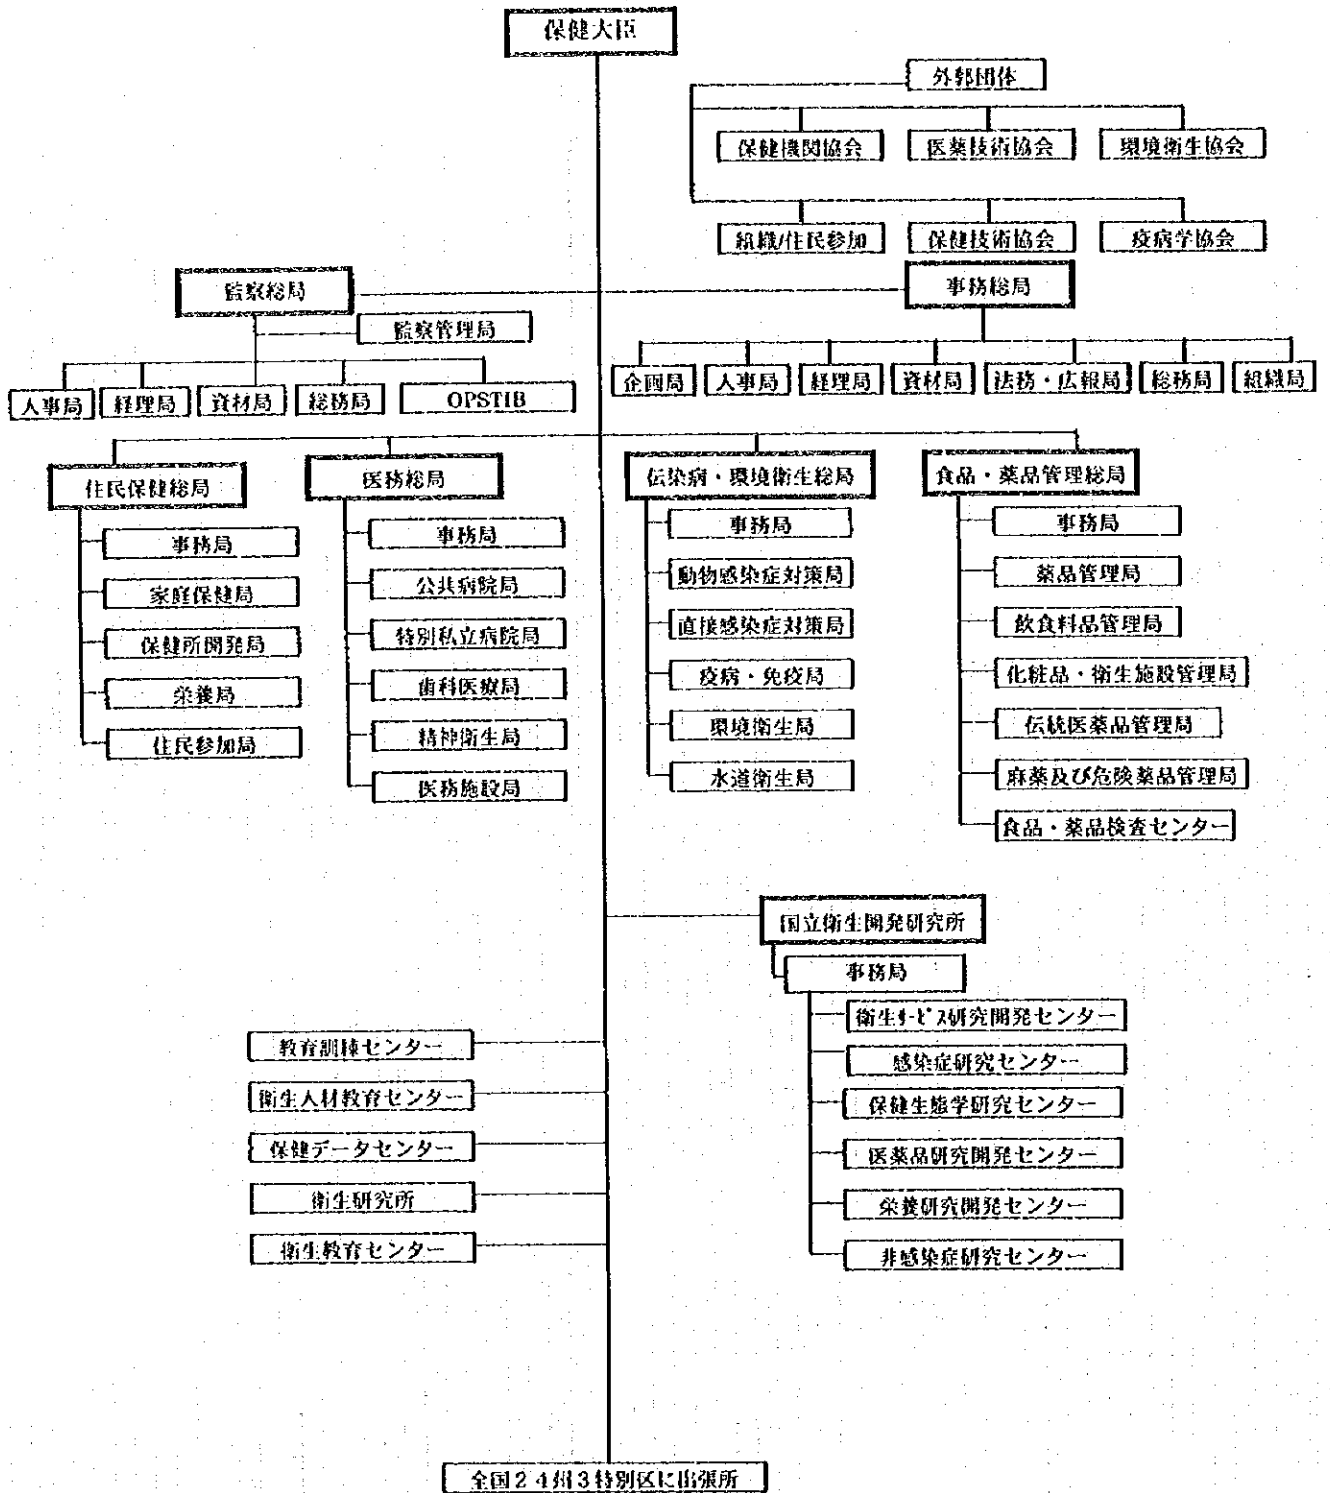 保健大臣
外郭団体
保健機関協会
医薬技術協会
環境衛生協会
組織/住民参加
保健技術協会
疫病学協会
監察総局
事務総局
監察管理局
人事局
経理局
資材局
総務局
OPSTIB
企画局
人事局
経理局
資材局
法務・広報局
総務局
組織局
住民保健総局
事務局
家庭保健局
保健所開発局
栄養局
住民参加局
医務総局
事務局
公共病院局
特別私立病院局
歯科医療局
精神衛生局
医務施設局
伝染病・環境衛生総局
事務局
動物感染症対策局
直接感染症対策局
疫病・免疫局
環境衛生局
水道衛生局
食品・薬品管理総局
事務局
薬品管理局
飲食料品管理局
化粧品・衛生施設管理局
伝統医薬品管理局
麻薬及び危険薬品管理局
食品・薬品検査センター
国立衛生開発研究所
事務局
衛生サービス研究開発センター
感染症研究センター
保健生態学研究センター
医薬品研究開発センター
栄養研究開発センター
非感染症研究センター
教育訓練センター
衛生人材教育センター
保健データセンター
衛生研究所
衛生教育センター
全国24州3特別区に出張所